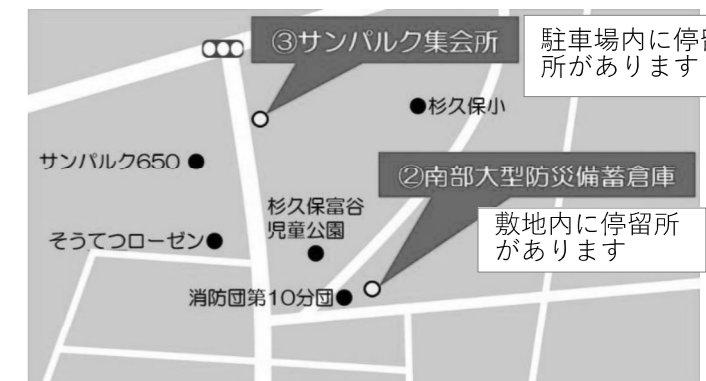 ③サンパルク集会所
駐車場内に停留
所があります
杉久保小
サンパルク650
②南部大型防災備蓄倉庫
杉久保富谷
児童公園
敷地内に停留所
があります
そうてつローゼン
消防団第10分団